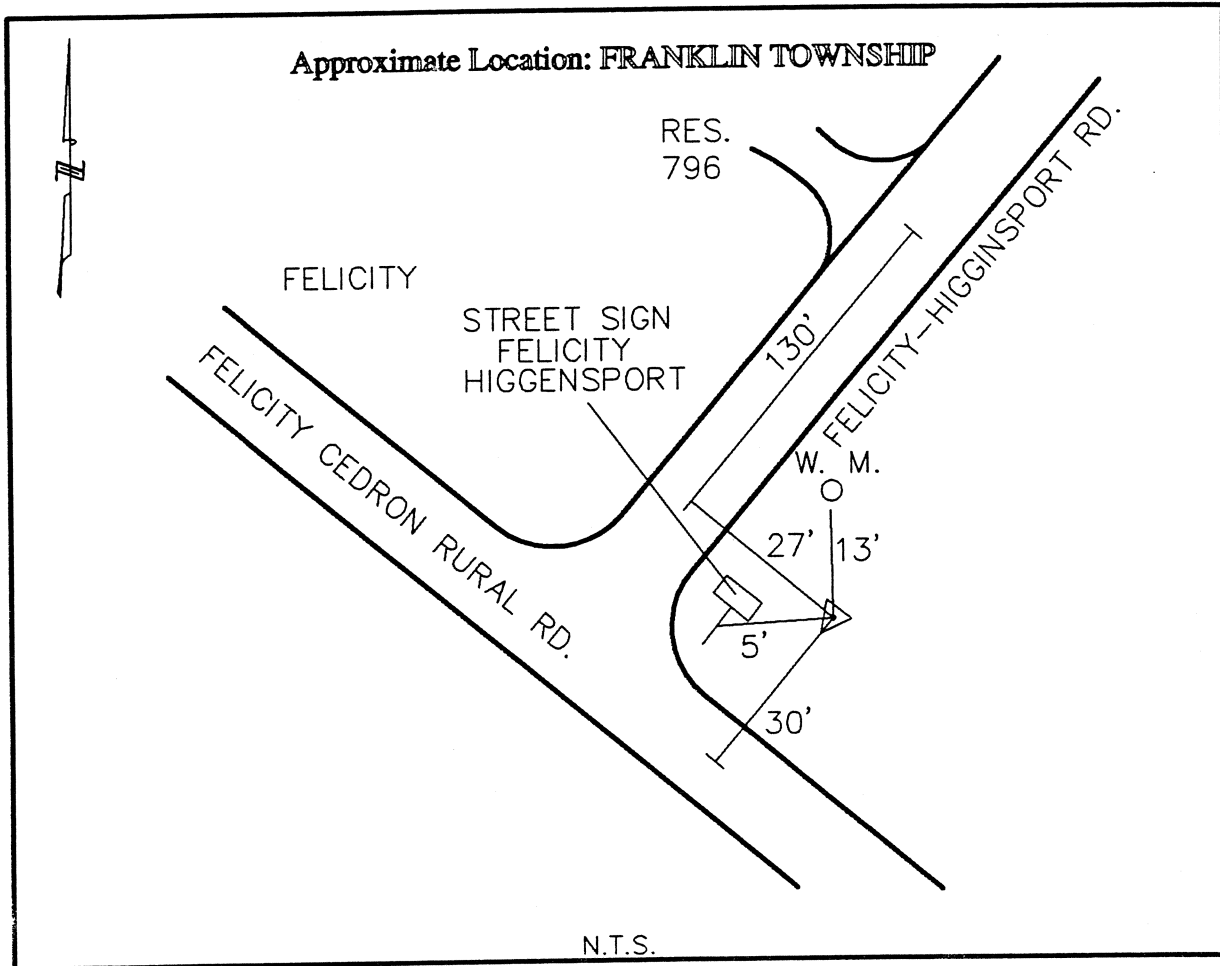 Approximate Location: FRANKLIN TOWNSHIP
N
RES.
796
FELICITY
STREET SIGN
FELICITY
HIGGENSPORT
130'
FELICITY-HIGGINSPORT RD.
FELICITY CEDRON RURAL RD.
W. M.
27'
13'
5'
30'
N.T.S.